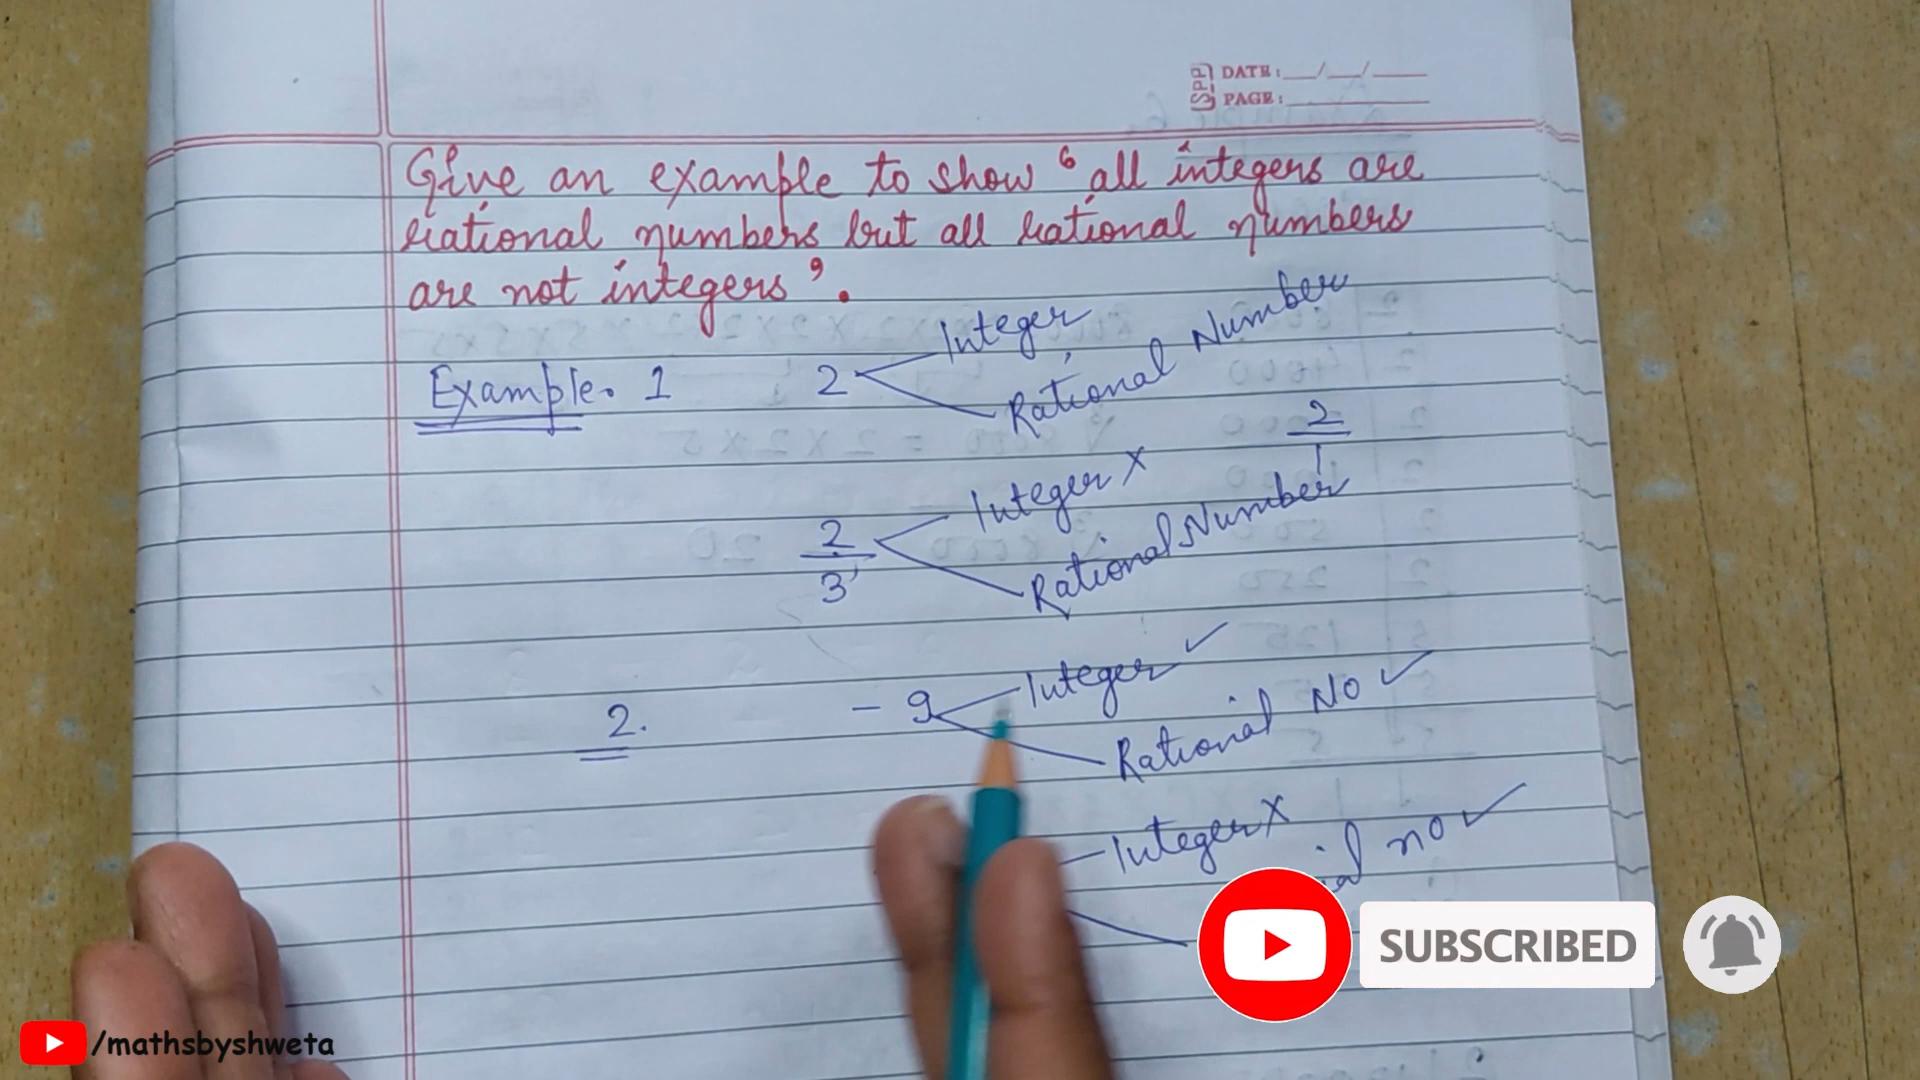 SPP DATE: __/__/____
PAGE: ________
Give an example to show ‘all integers are
rational numbers but all rational numbers
are not integers’.
Example. 1 2 Integer
Rational Number
2/1
2/3 Integer X
Rational Number
2. - 9 Integer ✓
Rational No ✓
Integer X
no ✓
SUBSCRIBED
/mathsbyshweta